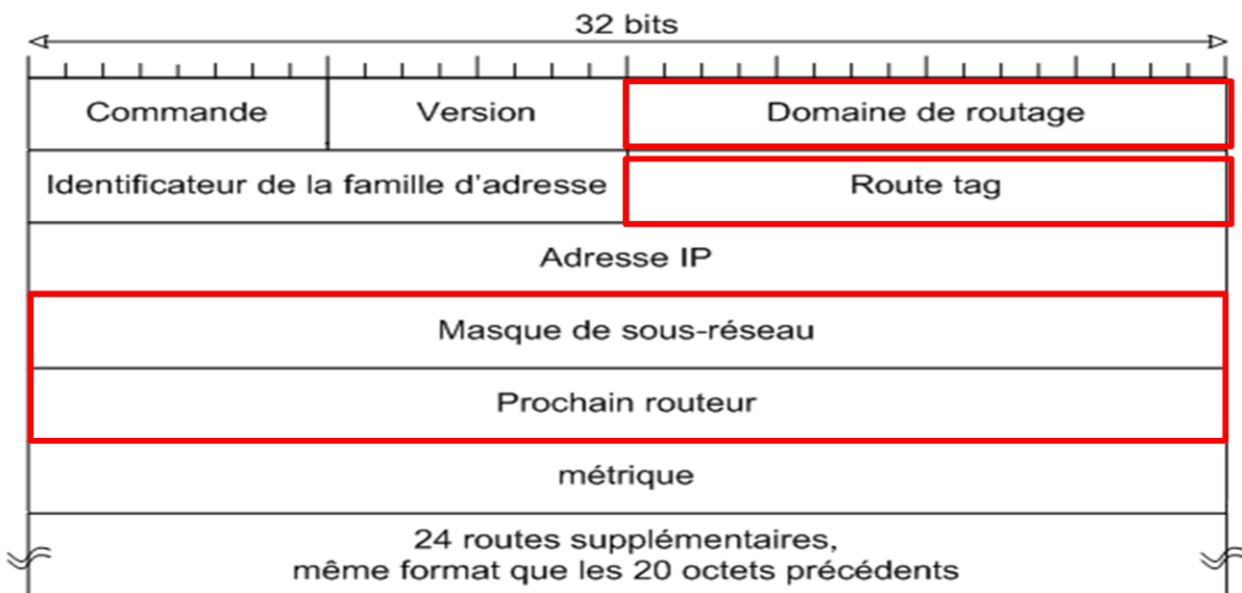 32 bits
Commande
Version
Domaine de routage
Identificateur de la famille d'adresse
Route tag
Adresse IP
Masque de sous-réseau
Prochain routeur
métrique
24 routes supplémentaires,
même format que les 20 octets précédents